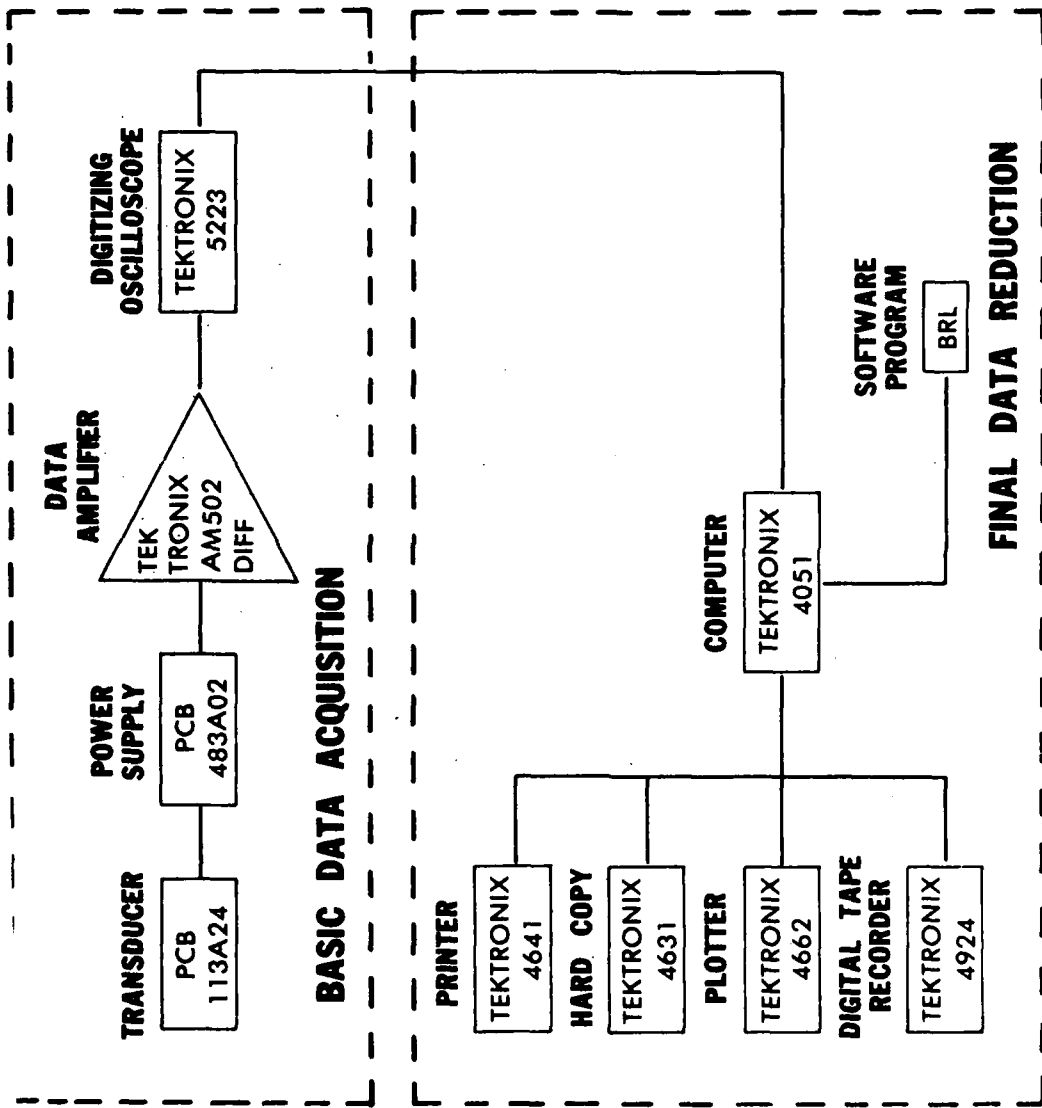 TRANSDUCER
PCB
113A24
POWER
SUPPLY
PCB
483A02
DATA
AMPLIFIER
TEK
TRONIX
AM502
DIFF
DIGITIZING
OSCILLOSCOPE
TEKTRONIX
5223
BASIC DATA ACQUISITION
PRINTER
TEKTRONIX
4641
HARD COPY
TEKTRONIX
4631
PLOTTER
TEKTRONIX
4662
DIGITAL TAPE
RECORDER
TEKTRONIX
4924
COMPUTER
TEKTRONIX
4051
SOFTWARE
PROGRAM
BRL
FINAL DATA REDUCTION